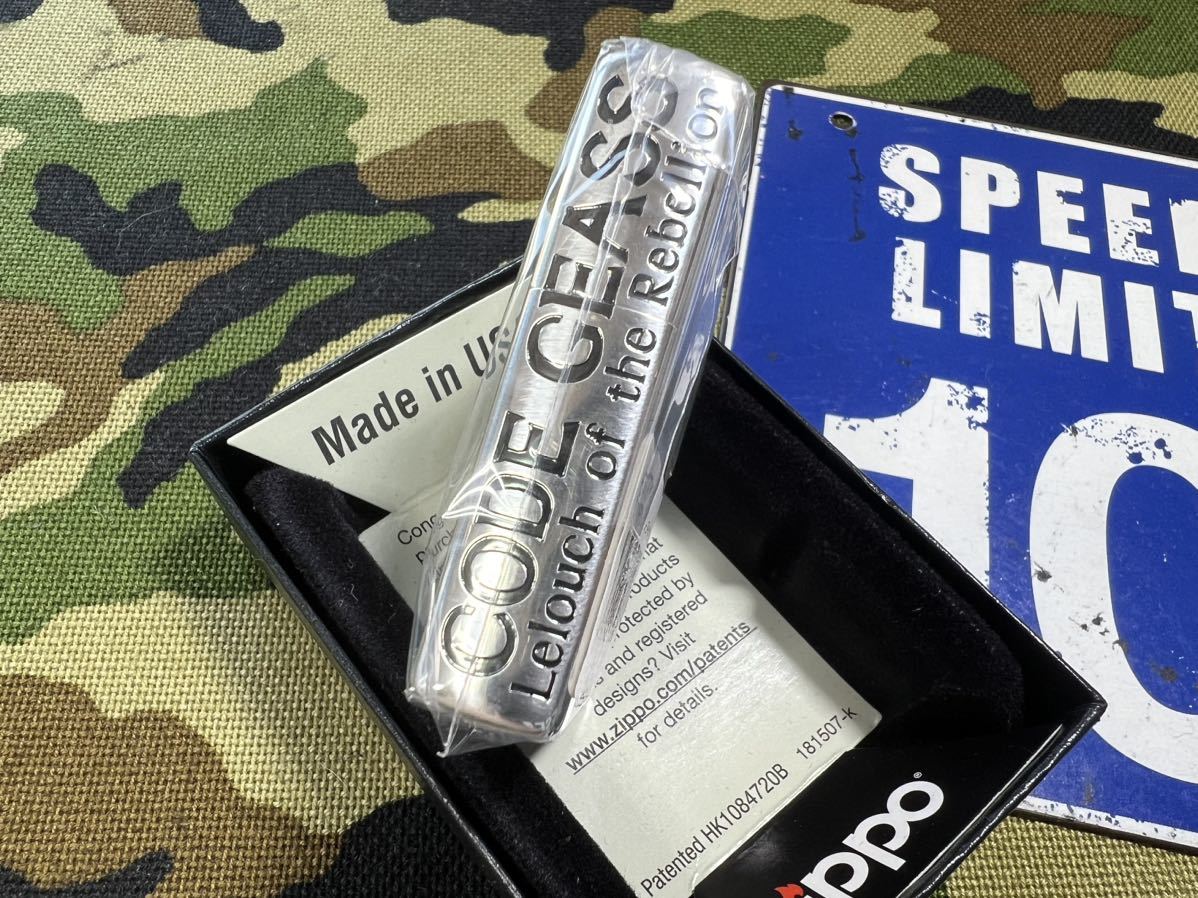 CODE GEASS
Lelouch of the Rebellion
Made in US
products
protected by
and registered
designs? Visit
www.zippo.com/patents
for details.
Patented HK1084720B 181507-k
zippo
SPEED
LIMIT
10